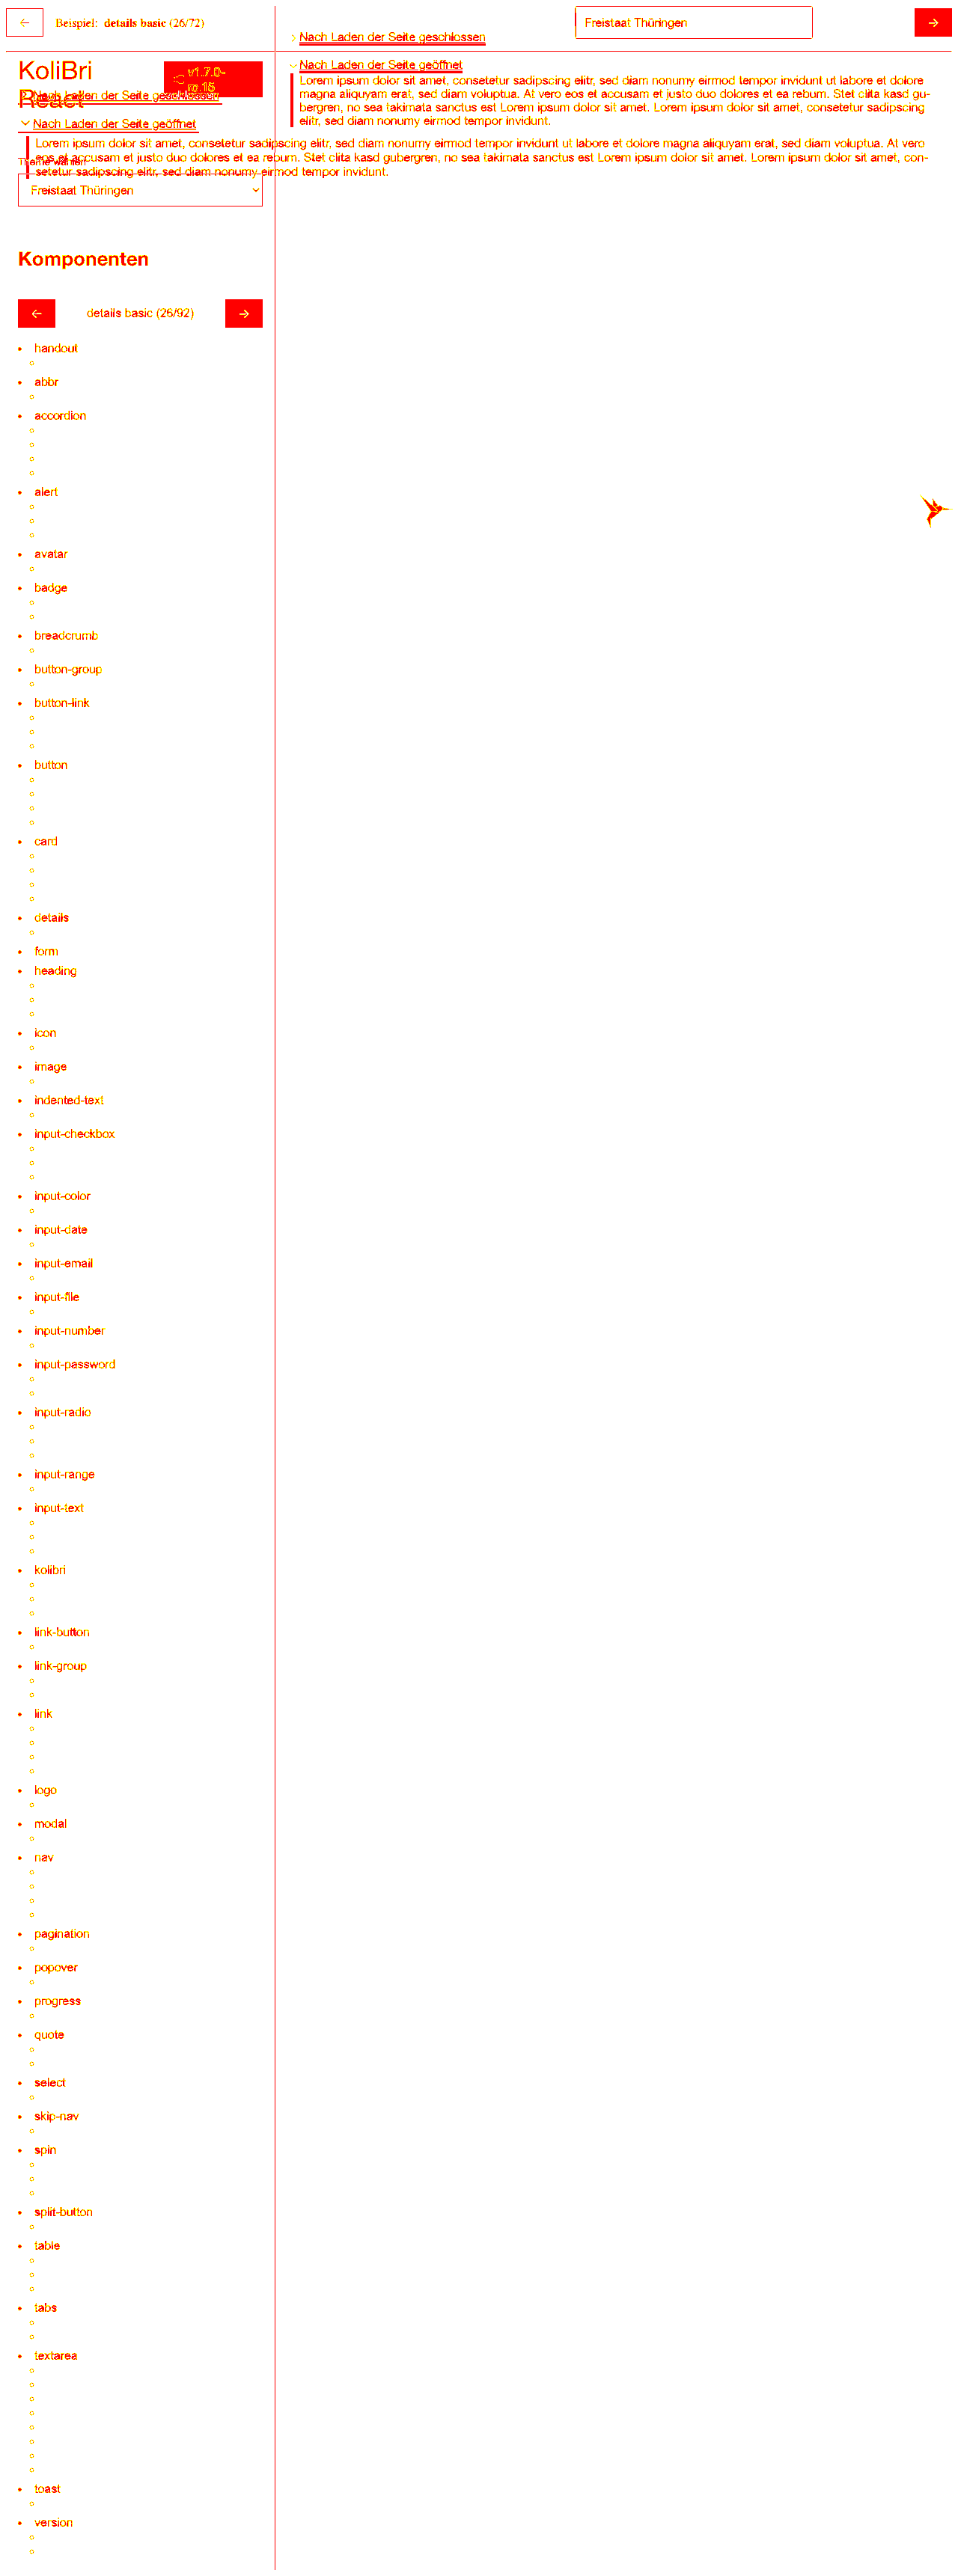 ← Beispiel: details basic (26/72)
Freistaat Thüringen →
Nach Laden der Seite geschlossen
Nach Laden der Seite geöffnet
Lorem ipsum dolor sit amet, consetetur sadipscing elitr, sed diam nonumy eirmod tempor invidunt ut labore et dolore
magna aliquyam erat, sed diam voluptua. At vero eos et accusam et justo duo dolores et ea rebum. Stet clita kasd gu-
bergren, no sea takimata sanctus est Lorem ipsum dolor sit amet. Lorem ipsum dolor sit amet, consetetur sadipscing
elitr, sed diam nonumy eirmod tempor invidunt.
KoliBri
React
v1.7.0-
rc.16
Nach Laden der Seite geschlossen
Nach Laden der Seite geöffnet
Lorem ipsum dolor sit amet, consetetur sadipscing elitr, sed diam nonumy eirmod tempor invidunt ut labore et dolore magna aliquyam erat, sed diam voluptua. At vero
eos et accusam et justo duo dolores et ea rebum. Stet clita kasd gubergren, no sea takimata sanctus est Lorem ipsum dolor sit amet. Lorem ipsum dolor sit amet, con-
setetur sadipscing elitr, sed diam nonumy eirmod tempor invidunt.
Theme wählen
Freistaat Thüringen
Komponenten
← details basic (26/92) →
handout
abbr
accordion
alert
avatar
badge
breadcrumb
button-group
button-link
button
card
details
form
heading
icon
image
indented-text
input-checkbox
input-color
input-date
input-email
input-file
input-number
input-password
input-radio
input-range
input-text
kolibri
link-button
link-group
link
logo
modal
nav
pagination
popover
progress
quote
select
skip-nav
spin
split-button
table
tabs
textarea
toast
version